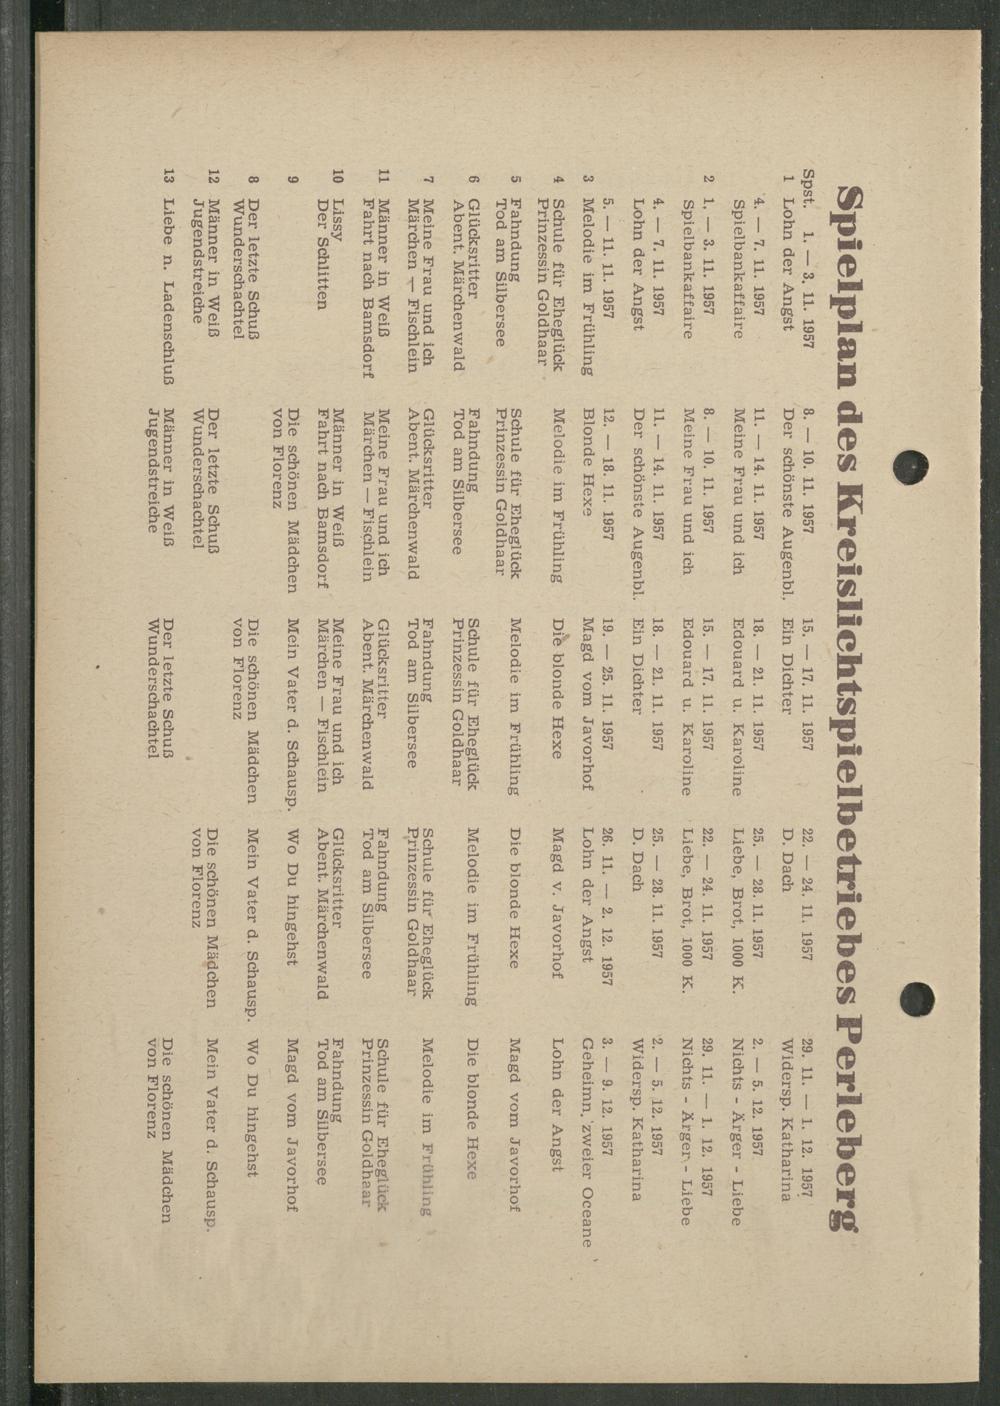 Spielplan des Kreislichtspielbetriebes Perleberg
Spst. 1. — 3. 11. 1957 8. — 10. 11. 1957 15. — 17. 11. 1957 22. — 24. 11. 1957 29. 11. — 1. 12. 1957
1 Lohn der Angst Der schönste Augenbl. Ein Dichter D. Dach Widersp. Katharina
4. — 7. 11. 1957 11. — 14. 11. 1957 18. — 21. 11. 1957 25. — 28. 11. 1957 2. — 5. 12. 1957
Spielbankaffaire Meine Frau und ich Edouard u. Karoline Liebe, Brot, 1000 K. Nichts - Ärger - Liebe
2 1. — 3. 11. 1957 8. — 10. 11. 1957 15. — 17. 11. 1957 22. — 24. 11. 1957 29. 11. — 1. 12. 1957
Spielbankaffaire Meine Frau und ich Edouard u. Karoline Liebe, Brot, 1000 K. Nichts - Ärger - Liebe
4. — 7. 11. 1957 11. — 14. 11. 1957 18. — 21. 11. 1957 25. — 28. 11. 1957 2. — 5. 12. 1957
Lohn der Angst Der schönste Augenbl. Ein Dichter D. Dach Widersp. Katharina
5. — 11. 11. 1957 12. — 18. 11. 1957 19. — 25. 11. 1957 26. 11. — 2. 12. 1957 3. — 9. 12. 1957
3 Melodie im Frühling Blonde Hexe Magd vom Javorhof Lohn der Angst Geheimn. zweier Oceane
4 Schule für Eheglück Melodie im Frühling Die blonde Hexe Magd v. Javorhof Lohn der Angst
Prinzessin Goldhaar
5 Fahndung Schule für Eheglück Melodie im Frühling Die blonde Hexe Magd vom Javorhof
Tod am Silbersee Prinzessin Goldhaar
6 Glücksritter Fahndung Schule für Eheglück Melodie im Frühling Die blonde Hexe
Abent. Märchenwald Tod am Silbersee Prinzessin Goldhaar
7 Meine Frau und ich Glücksritter Fahndung Schule für Eheglück Melodie im Frühling
Märchen — Fischlein Abent. Märchenwald Tod am Silbersee Prinzessin Goldhaar
11 Männer in Weiß Meine Frau und ich Glücksritter Fahndung Schule für Eheglück
Fahrt nach Bamsdorf Märchen — Fischlein Abent. Märchenwald Tod am Silbersee Prinzessin Goldhaar
10 Lissy Männer in Weiß Meine Frau und ich Glücksritter Fahndung
Der Schlitten Fahrt nach Bamsdorf Märchen — Fischlein Abent. Märchenwald Tod am Silbersee
9 Die schönen Mädchen Mein Vater d. Schausp. Wo Du hingehst Magd vom Javorhof
von Florenz
8 Der letzte Schuß Die schönen Mädchen Mein Vater d. Schausp. Wo Du hingehst
Wunderschachtel von Florenz
12 Männer in Weiß Der letzte Schuß Die schönen Mädchen Mein Vater d. Schausp.
Jugendstreiche Wunderschachtel von Florenz
13 Liebe n. Ladenschluß Männer in Weiß Der letzte Schuß Die schönen Mädchen
Jugendstreiche Wunderschachtel von Florenz